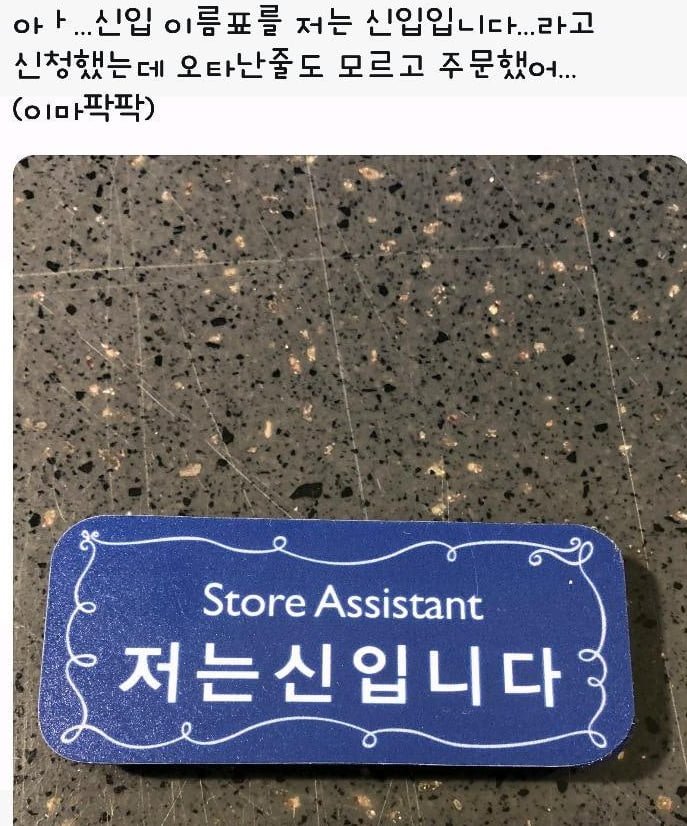 아ㅏ...신입 이름표를 저는 신입입니다...라고
신청했는데 오타난줄도 모르고 주문했어...
(이마팍팍)
Store Assistant
저는신입니다